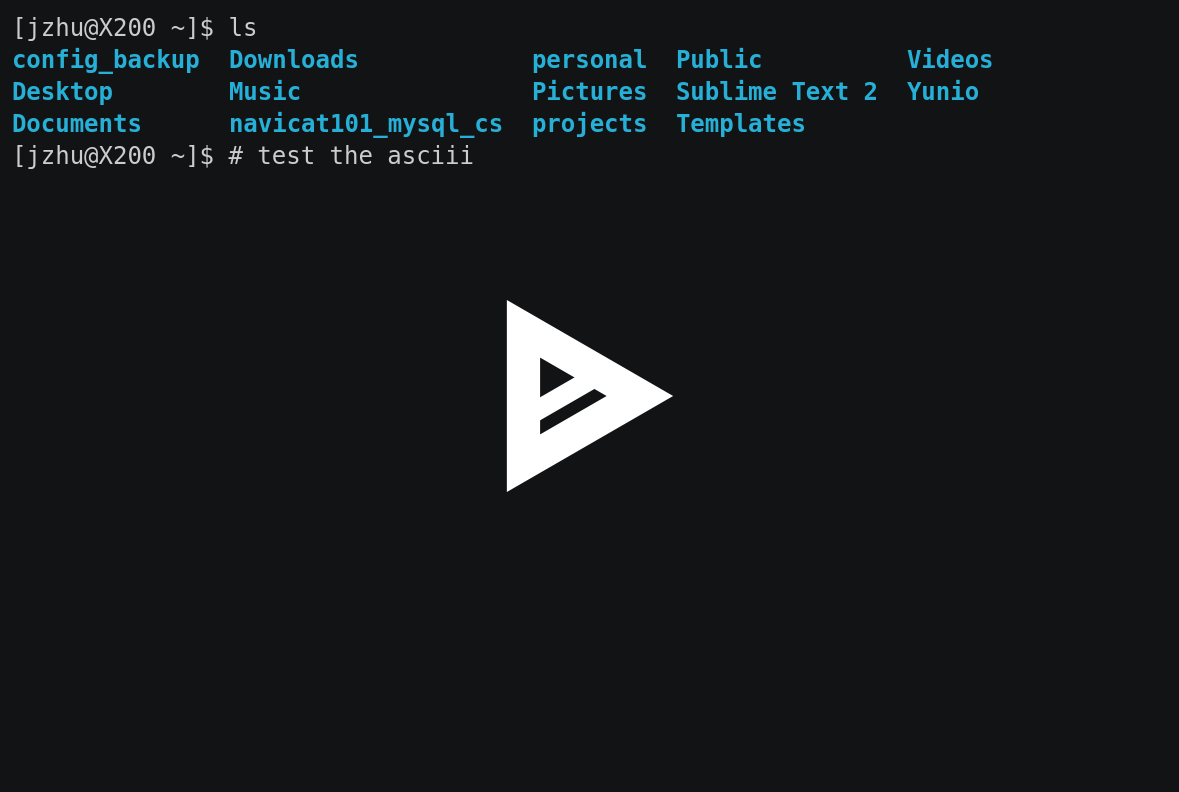 [jzhu@X200 ~]$ ls
config_backup  Downloads            personal  Public          Videos
Desktop        Music                Pictures  Sublime Text 2  Yunio
Documents      navicat101_mysql_cs  projects  Templates
[jzhu@X200 ~]$ # test the asciii